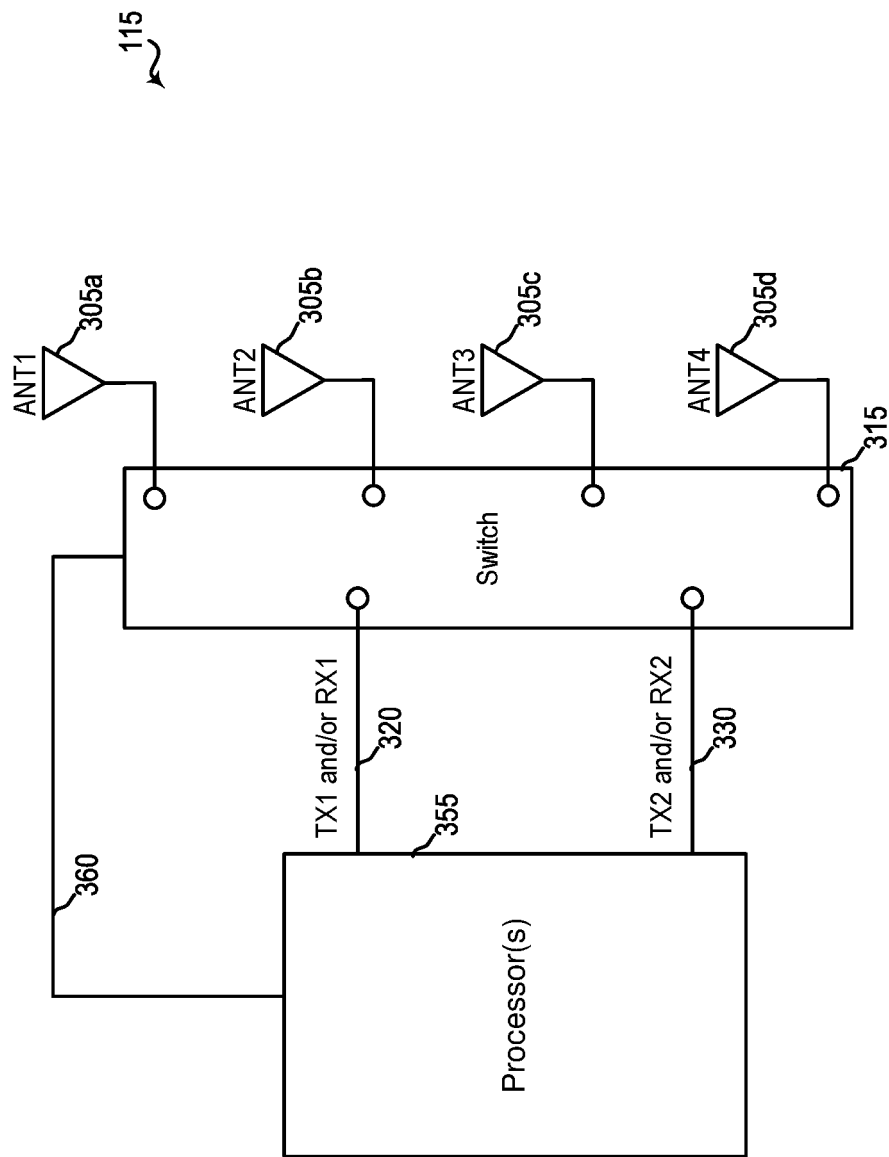 115
ANT1
305a
ANT2
305b
ANT3
305c
ANT4
305d
315
Switch
TX1 and/or RX1
320
TX2 and/or RX2
330
355
360
Processor(s)